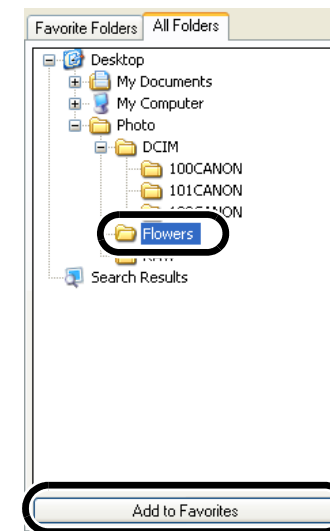 Favorite Folders All Folders
Desktop
My Documents
My Computer
Photo
DCIM
100CANON
101CANON
Flowers
Search Results
Add to Favorites